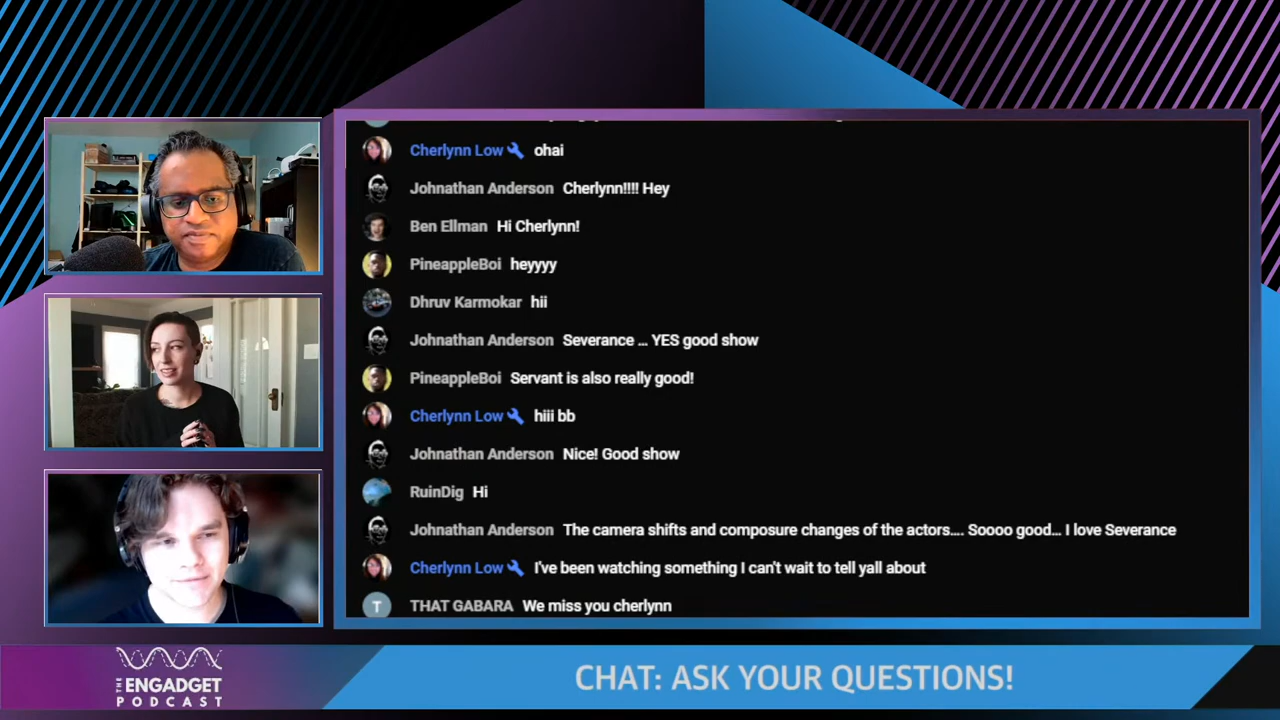 Cherlynn Low ohai
Johnathan Anderson Cherlynn!!!! Hey
Ben Ellman Hi Cherlynn!
PineappleBoi heyyyy
Dhruv Karmokar hii
Johnathan Anderson Severance ... YES good show
PineappleBoi Servant is also really good!
Cherlynn Low hiii bb
Johnathan Anderson Nice! Good show
RuinDig Hi
Johnathan Anderson The camera shifts and composure changes of the actors.... Soooo good... I love Severance
Cherlynn Low I've been watching something I can't wait to tell yall about
T THAT GABARA We miss you cherlynn
THE ENGADGET
PODCAST
CHAT: ASK YOUR QUESTIONS!